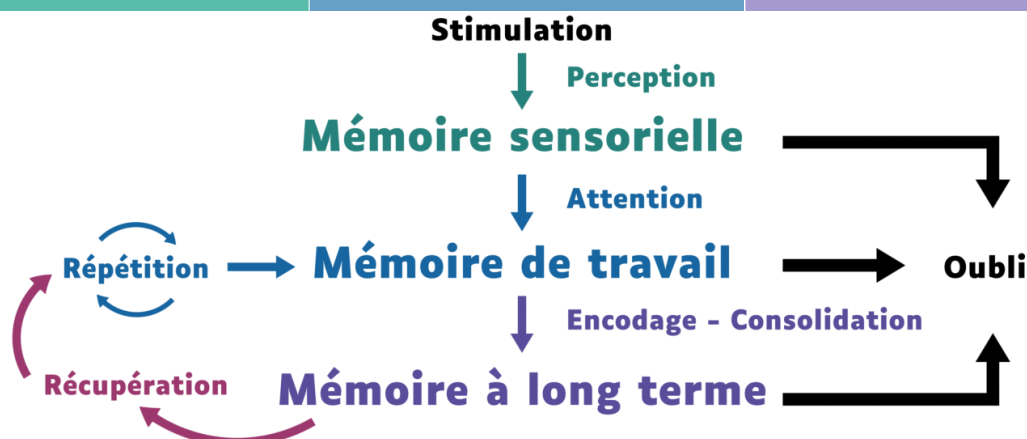 Stimulation
Perception
Mémoire sensorielle
Attention
Répétition
Mémoire de travail
Oubli
Encodage - Consolidation
Récupération
Mémoire à long terme